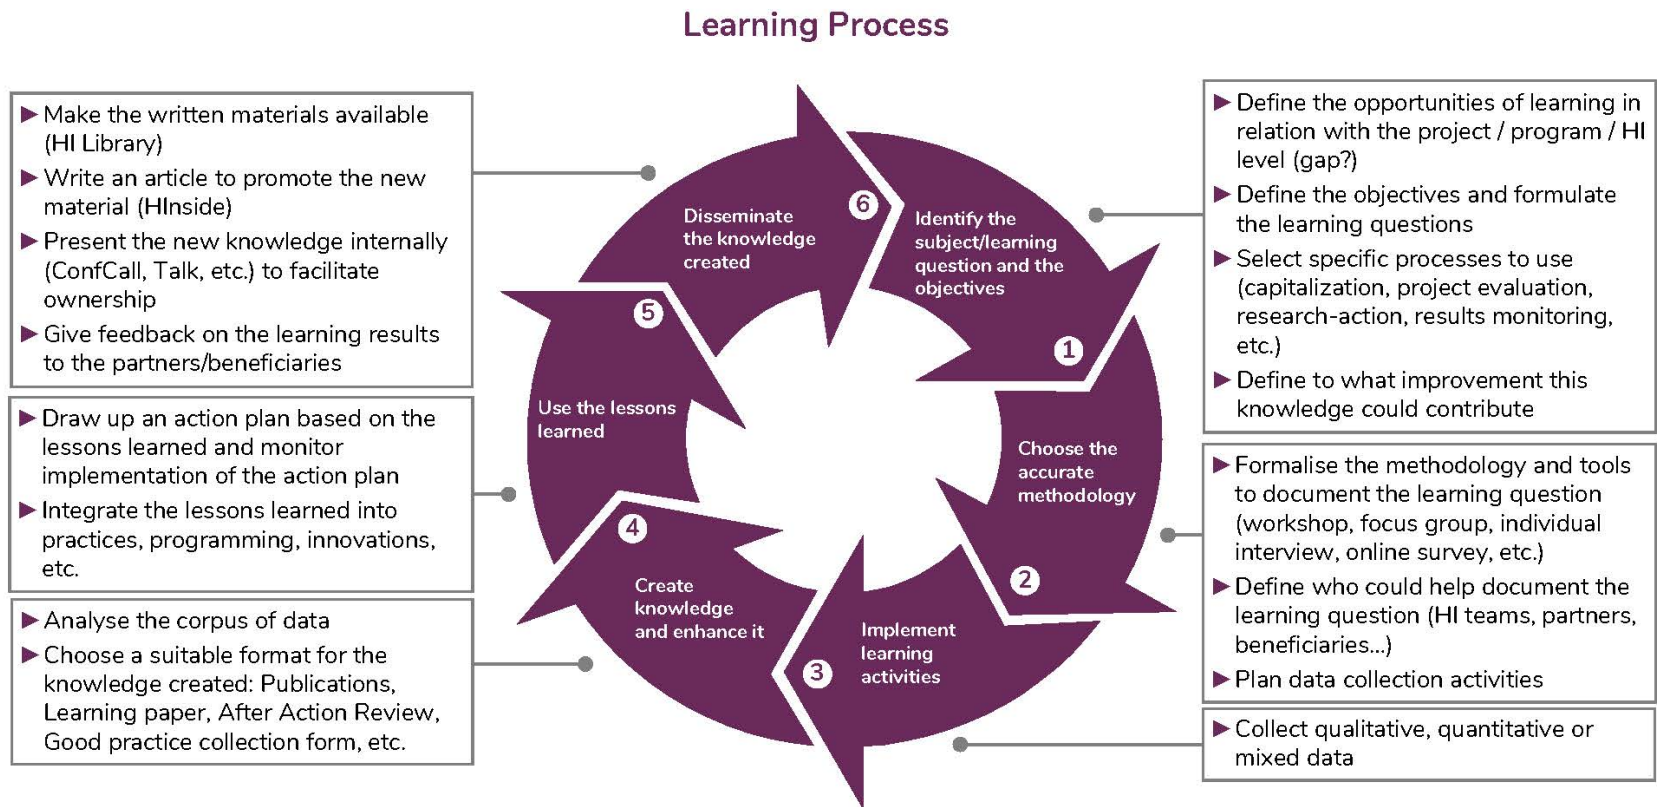 Learning Process
▶ Make the written materials available
(HI Library)
▶ Write an article to promote the new
material (HInside)
▶ Present the new knowledge internally
(ConfCall, Talk, etc.) to facilitate
ownership
▶ Give feedback on the learning results
to the partners/beneficiaries
▶ Draw up an action plan based on the
lessons learned and monitor
implementation of the action plan
▶ Integrate the lessons learned into
practices, programming, innovations,
etc.
▶ Analyse the corpus of data
▶ Choose a suitable format for the
knowledge created: Publications,
Learning paper, After Action Review,
Good practice collection form, etc.
Disseminate
the knowledge
created
6
Identify the
subject/learning
question and the
objectives
1
Choose the
accurate
methodology
2
Implement
learning
activities
3
Create
knowledge
and enhance it
4
Use the lessons
learned
5
▶ Define the opportunities of learning in
relation with the project / program / HI
level (gap?)
▶ Define the objectives and formulate
the learning questions
▶ Select specific processes to use
(capitalization, project evaluation,
research-action, results monitoring,
etc.)
▶ Define to what improvement this
knowledge could contribute
▶ Formalise the methodology and tools
to document the learning question
(workshop, focus group, individual
interview, online survey, etc.)
▶ Define who could help document the
learning question (HI teams, partners,
beneficiaries...)
▶ Plan data collection activities
▶ Collect qualitative, quantitative or
mixed data